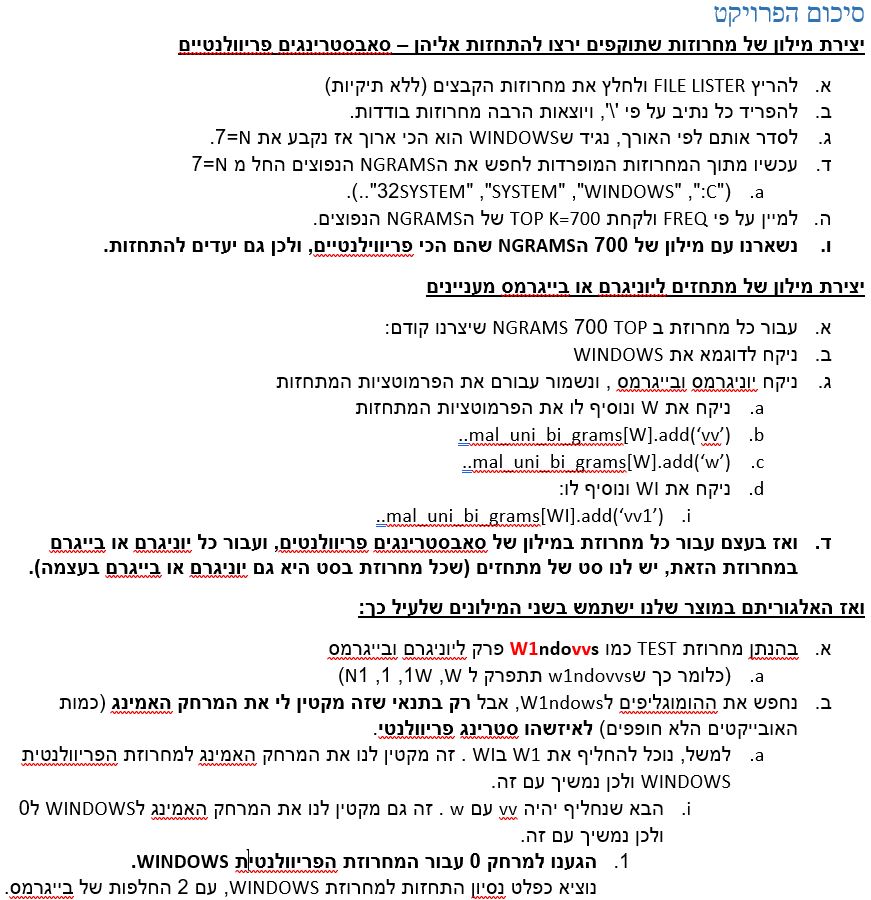 סיכום הפרויקט
יצירת מילון של מחרוזות שתוקפים ירצו להתחזות אליהן – סאבסטרינגים פריוולנטיים
א. להריץ FILE LISTER ולחלץ את מחרוזות הקבצים (ללא תיקיות)
ב. להפריד כל נתיב על פי '\', ויוצאות הרבה מחרוזות בודדות.
ג. לסדר אותם לפי האורך, נגיד שWINDOWS הוא הכי ארוך אז נקבע את N=7.
ד. עכשיו מתוך המחרוזות המופרדות לחפש את הNGRAMS הנפוצים החל מ N=7
a. ("C:", "WINDOWS", "SYSTEM", "32SYSTEM"..).
ה. למיין על פי FREQ ולקחת TOP K=700 של הNGRAMS הנפוצים.
ו. נשארנו עם מילון של 700 הNGRAMS שהם הכי פריווילנטיים, ולכן גם יעדים להתחזות.
יצירת מילון של מתחזים ליוניגרם או בייגרמס מעניינים
א. עבור כל מחרוזת ב NGRAMS 700 TOP שיצרנו קודם:
ב. ניקח לדוגמא את WINDOWS
ג. ניקח יוניגרמס ובייגרמס , ונשמור עבורם את הפרמוטציות המתחזות
a. ניקח את W ונוסיף לו את הפרמוטציות המתחזות
b. mal_uni_bi_grams[W].add(‘vv’)..
c. mal_uni_bi_grams[W].add(‘w’)..
d. ניקח את WI ונוסיף לו:
i. mal_uni_bi_grams[WI].add(‘vv1’)..
ד. ואז בעצם עבור כל מחרוזת במילון של סאבסטרינגים פריוולנטים, ועבור כל יוניגרם או בייגרם
במחרוזת הזאת, יש לנו סט של מתחזים (שכל מחרוזת בסט היא גם יוניגרם או בייגרם בעצמה).
ואז האלגוריתם במוצר שלנו ישתמש בשני המילונים שלעיל כך:
א. בהנתן מחרוזת TEST כמו W1ndovvs פרק ליוניגרם ובייגרמס
a. (כלומר כך שw1ndovvs תתפרק ל W, 1W, 1, N1)
ב. נחפש את ההומוגליפים לW1ndows, אבל רק בתנאי שזה מקטין לי את המרחק האמינג (כמות
האובייקטים הלא חופפים) לאיזשהו סטרינג פריוולנטי.
a. למשל, נוכל להחליף את W1 בWI . זה מקטין לנו את המרחק האמינג למחרוזת הפריוולנטית
WINDOWS ולכן נמשיך עם זה.
i. הבא שנחליף יהיה vv עם w . זה גם מקטין לנו את המרחק האמינג לWINDOWS ל0
ולכן נמשיך עם זה.
1. הגענו למרחק 0 עבור המחרוזת הפריוולנטית WINDOWS.
נוציא כפלט נסיון התחזות למחרוזת WINDOWS, עם 2 החלפות של בייגרמס.